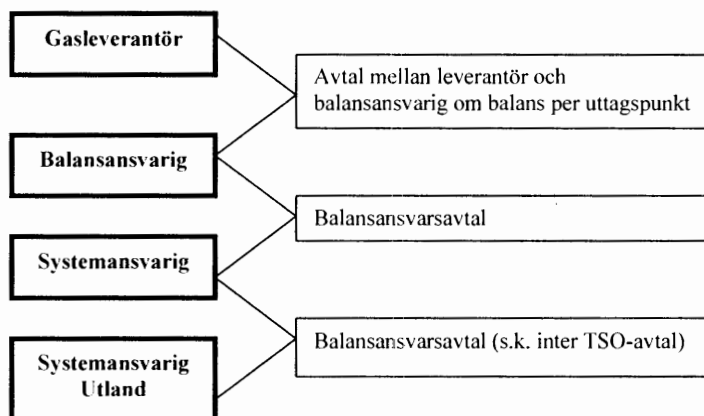 Gasleverantör
Avtal mellan leverantör och
balansansvarig om balans per uttagspunkt
Balansansvarig
Balansansvarsavtal
Systemansvarig
Balansansvarsavtal (s.k. inter TSO-avtal)
Systemansvarig
Utland